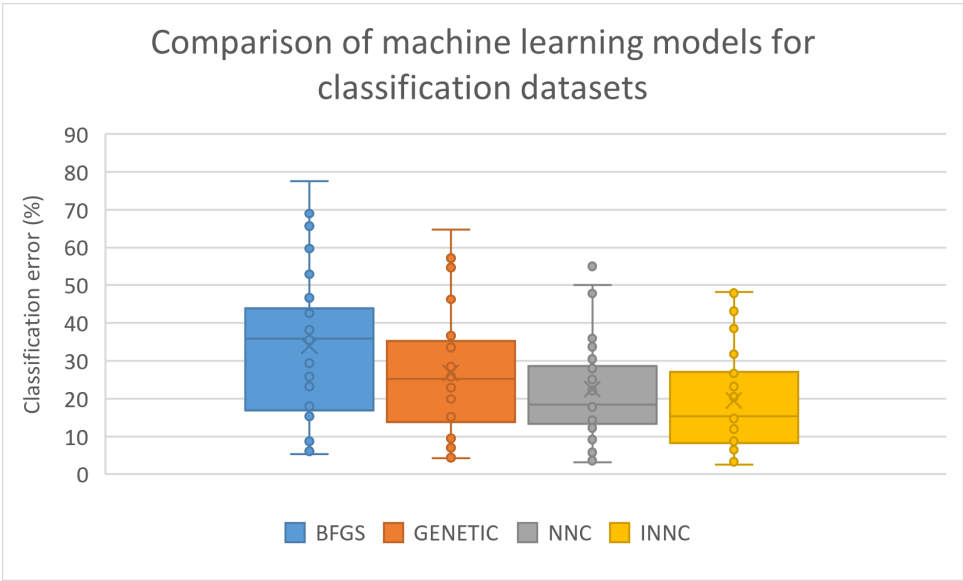 Comparison of machine learning models for
classification datasets
Classification error (%)
90
80
70
60
50
40
30
20
10
0
BFGS GENETIC NNC INNC